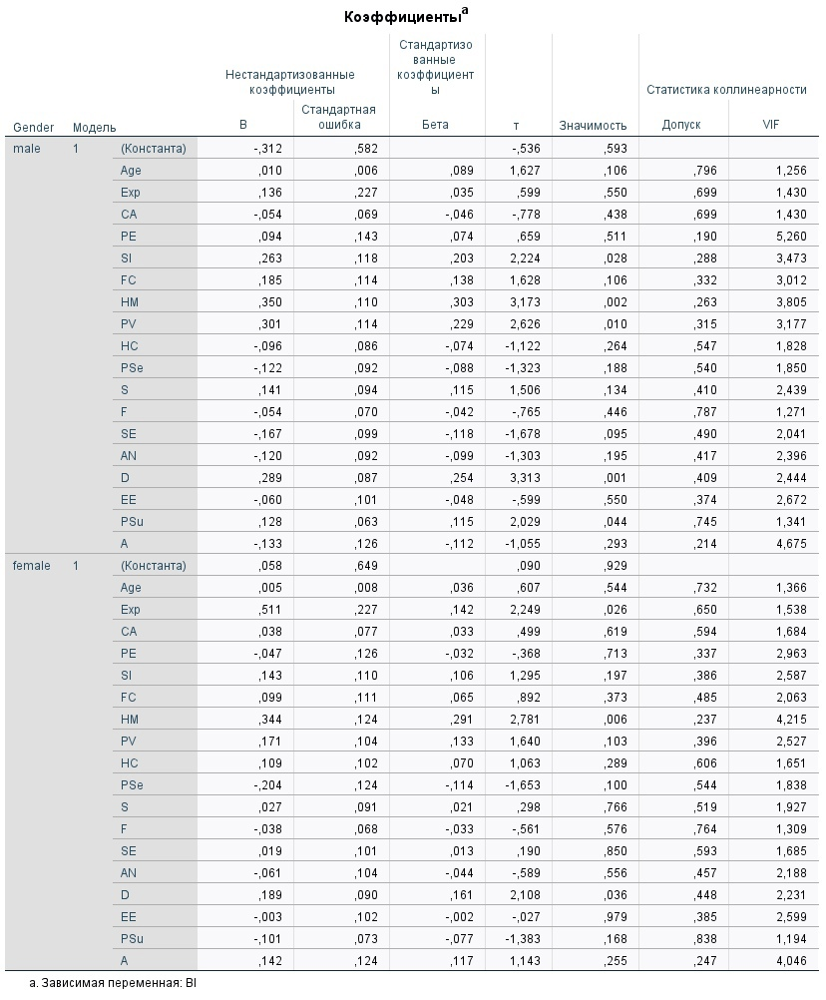 Коэффициентыa
Стандартизо
ванные
коэффициент
ы
Нестандартизованные
коэффициенты
Статистика коллинеарности
Gender Модель B Стандартная
ошибка Бета т Значимость Допуск VIF
male 1 (Константа) -,312 ,582 -,536 ,593
Age ,010 ,006 ,089 1,627 ,106 ,796 1,256
Exp ,136 ,227 ,035 ,599 ,550 ,699 1,430
CA -,054 ,069 -,046 -,778 ,438 ,699 1,430
PE ,094 ,143 ,074 ,659 ,511 ,190 5,260
SI ,263 ,118 ,203 2,224 ,028 ,288 3,473
FC ,185 ,114 ,138 1,628 ,106 ,332 3,012
HM ,350 ,110 ,303 3,173 ,002 ,263 3,805
PV ,301 ,114 ,229 2,626 ,010 ,315 3,177
HC -,096 ,086 -,074 -1,122 ,264 ,547 1,828
PSe -,122 ,092 -,088 -1,323 ,188 ,540 1,850
S ,141 ,094 ,115 1,506 ,134 ,410 2,439
F -,054 ,070 -,042 -,765 ,446 ,787 1,271
SE -,167 ,099 -,118 -1,678 ,095 ,490 2,041
AN -,120 ,092 -,099 -1,303 ,195 ,417 2,396
D ,289 ,087 ,254 3,313 ,001 ,409 2,444
EE -,060 ,101 -,048 -,599 ,550 ,374 2,672
PSu ,128 ,063 ,115 2,029 ,044 ,745 1,341
A -,133 ,126 -,112 -1,055 ,293 ,214 4,675
female 1 (Константа) ,058 ,649 ,090 ,929
Age ,005 ,008 ,036 ,607 ,544 ,732 1,366
Exp ,511 ,227 ,142 2,249 ,026 ,650 1,538
CA ,038 ,077 ,033 ,499 ,619 ,594 1,684
PE -,047 ,126 -,032 -,368 ,713 ,337 2,963
SI ,143 ,110 ,106 1,295 ,197 ,386 2,587
FC ,099 ,111 ,065 ,892 ,373 ,485 2,063
HM ,344 ,124 ,291 2,781 ,006 ,237 4,215
PV ,171 ,104 ,133 1,640 ,103 ,396 2,527
HC ,109 ,102 ,070 1,063 ,289 ,606 1,651
PSe -,204 ,124 -,114 -1,653 ,100 ,544 1,838
S ,027 ,091 ,021 ,298 ,766 ,519 1,927
F -,038 ,068 -,033 -,561 ,576 ,764 1,309
SE ,019 ,101 ,013 ,190 ,850 ,593 1,685
AN -,061 ,104 -,044 -,589 ,556 ,457 2,188
D ,189 ,090 ,161 2,108 ,036 ,448 2,231
EE -,003 ,102 -,002 -,027 ,979 ,385 2,599
PSu -,101 ,073 -,077 -1,383 ,168 ,838 1,194
A ,142 ,124 ,117 1,143 ,255 ,247 4,046
a. Зависимая переменная: BI